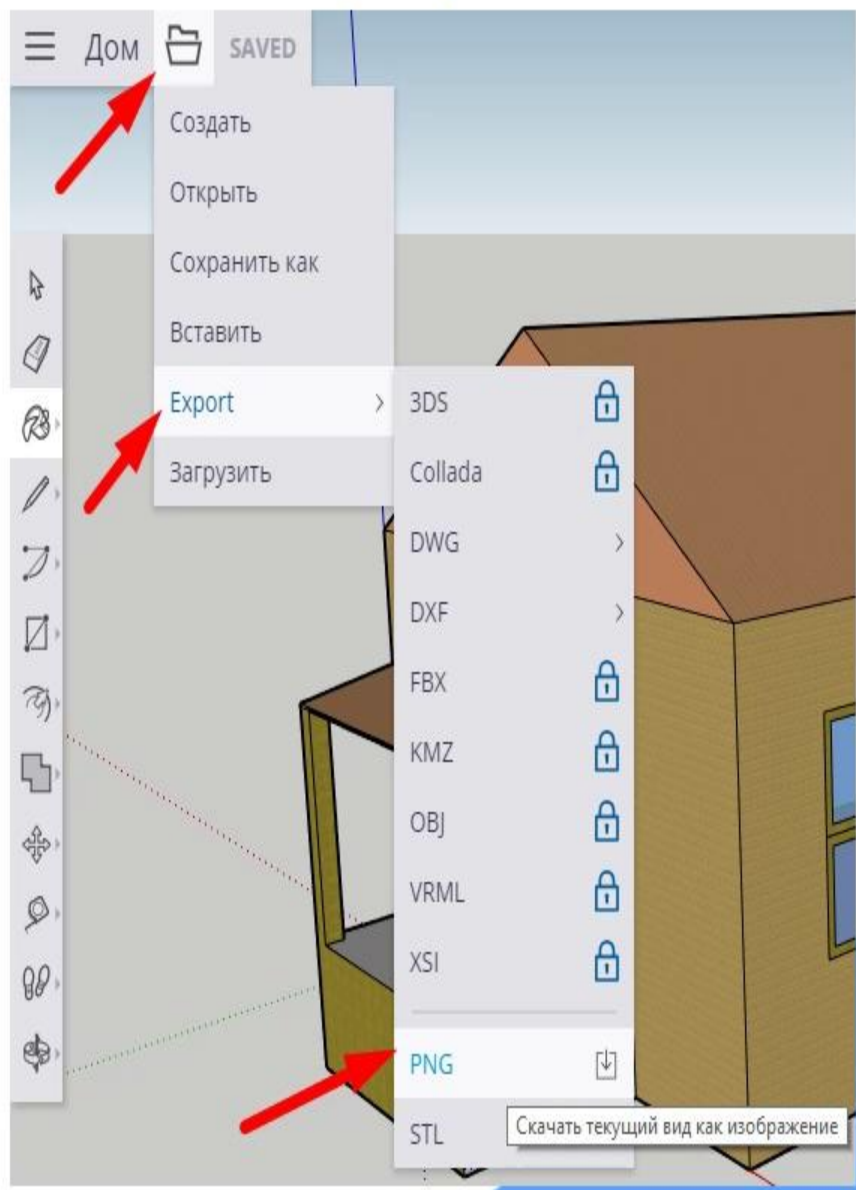 Дом SAVED
Создать
Открыть
Сохранить как
Вставить
Export
Загрузить
3DS
Collada
DWG
DXF
FBX
KMZ
OBJ
VRML
XSI
PNG
Скачать текущий вид как изображение
STL